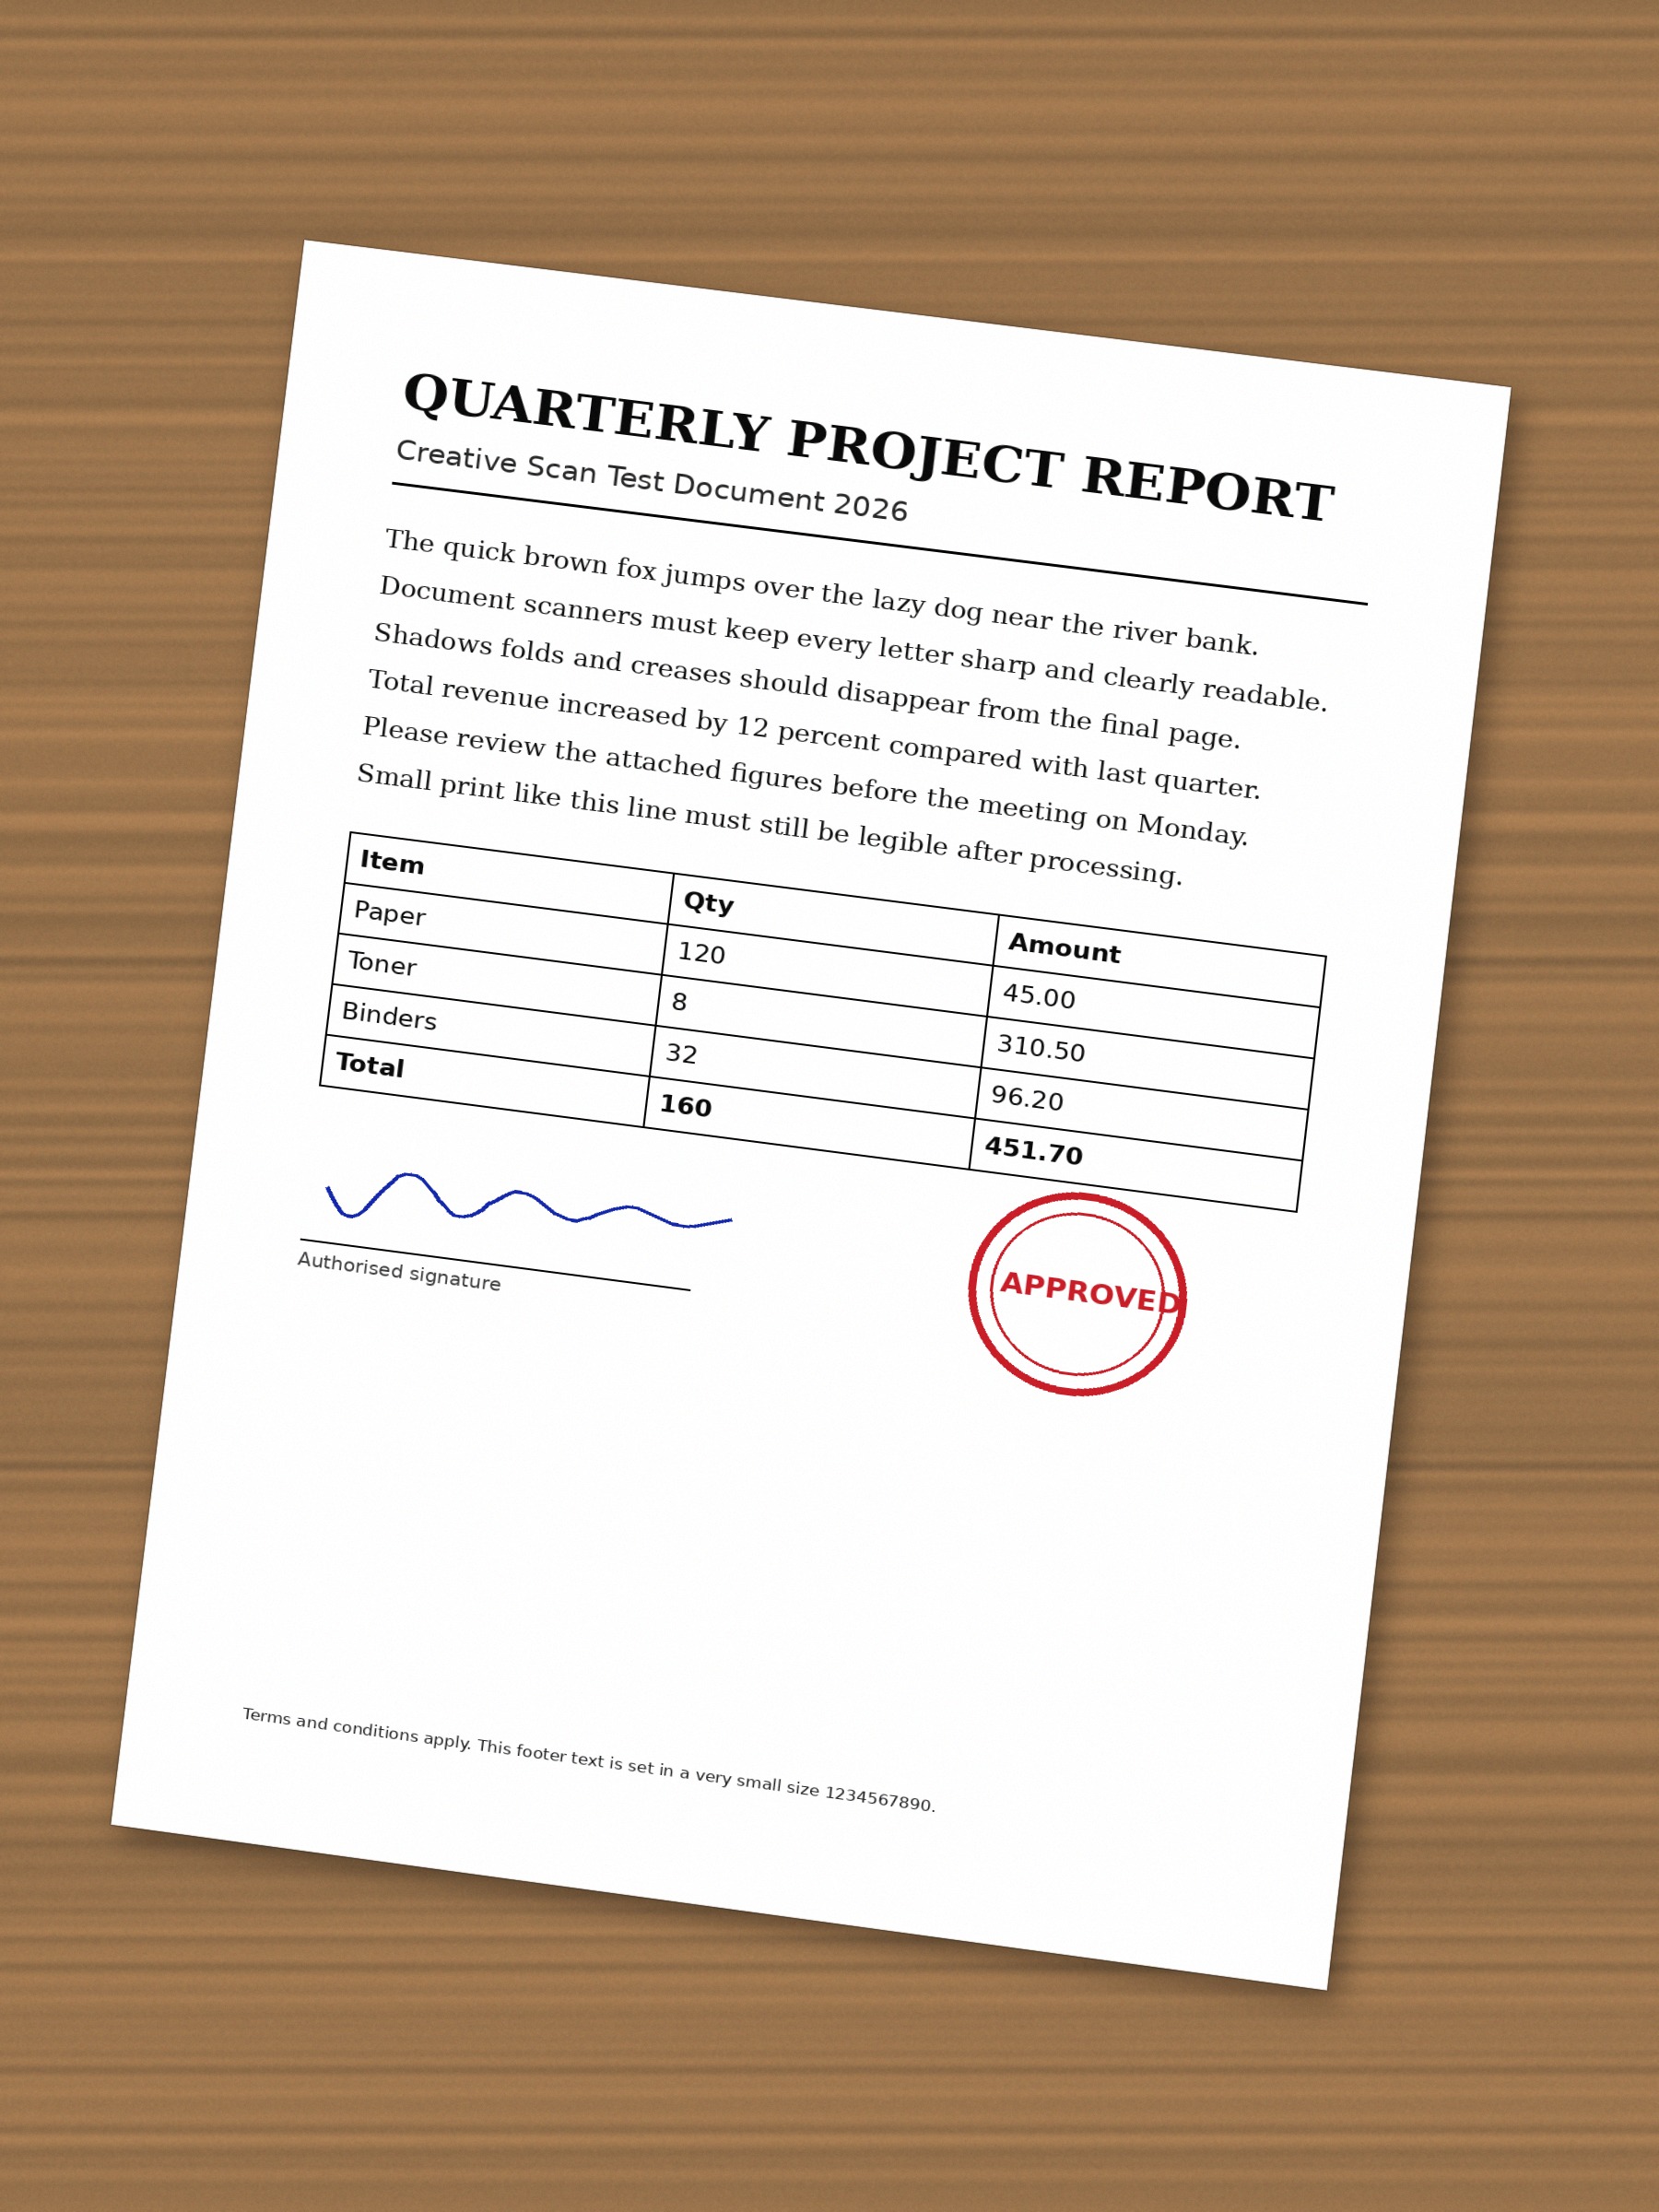 QUARTERLY PROJECT REPORT
Creative Scan Test Document 2026
The quick brown fox jumps over the lazy dog near the river bank.
Document scanners must keep every letter sharp and clearly readable.
Shadows folds and creases should disappear from the final page.
Total revenue increased by 12 percent compared with last quarter.
Please review the attached figures before the meeting on Monday.
Small print like this line must still be legible after processing.
Item Qty Amount
Paper 120 45.00
Toner 8 310.50
Binders 32 96.20
Total 160 451.70
Authorised signature
APPROVED
Terms and conditions apply. This footer text is set in a very small size 1234567890.